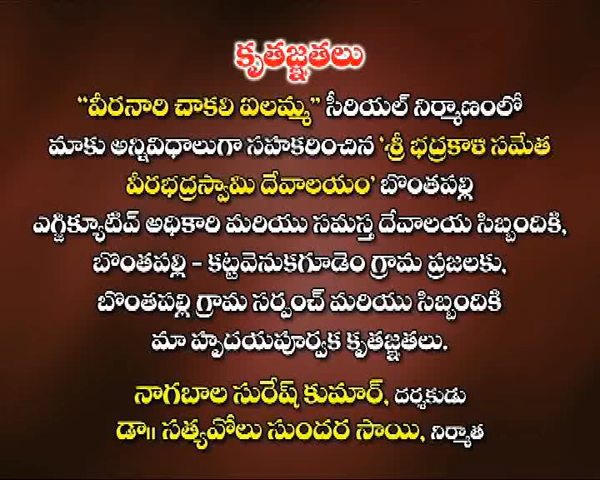 కృతజ్ఞతలు
“వీరనారి చాకలి ఐలమ్మ” సీరియల్ నిర్మాణంలో
మాకు అన్నివిధాలుగా సహకరించిన ‘శ్రీ భద్రకాళి సమేత
వీరభద్రస్వామి దేవాలయం’ బొంతపల్లి
ఎగ్జిక్యూటివ్ అధికారి మరియు సమస్త దేవాలయ సిబ్బందికి,
బొంతపల్లి - కట్టవెనుకగూడెం గ్రామ ప్రజలకు,
బొంతపల్లి గ్రామ సర్పంచ్ మరియు సిబ్బందికి
మా హృదయపూర్వక కృతజ్ఞతలు.
నాగబాల సురేష్ కుమార్, దర్శకుడు
డా॥ సత్యవోలు సుందర సాయి, నిర్మాత